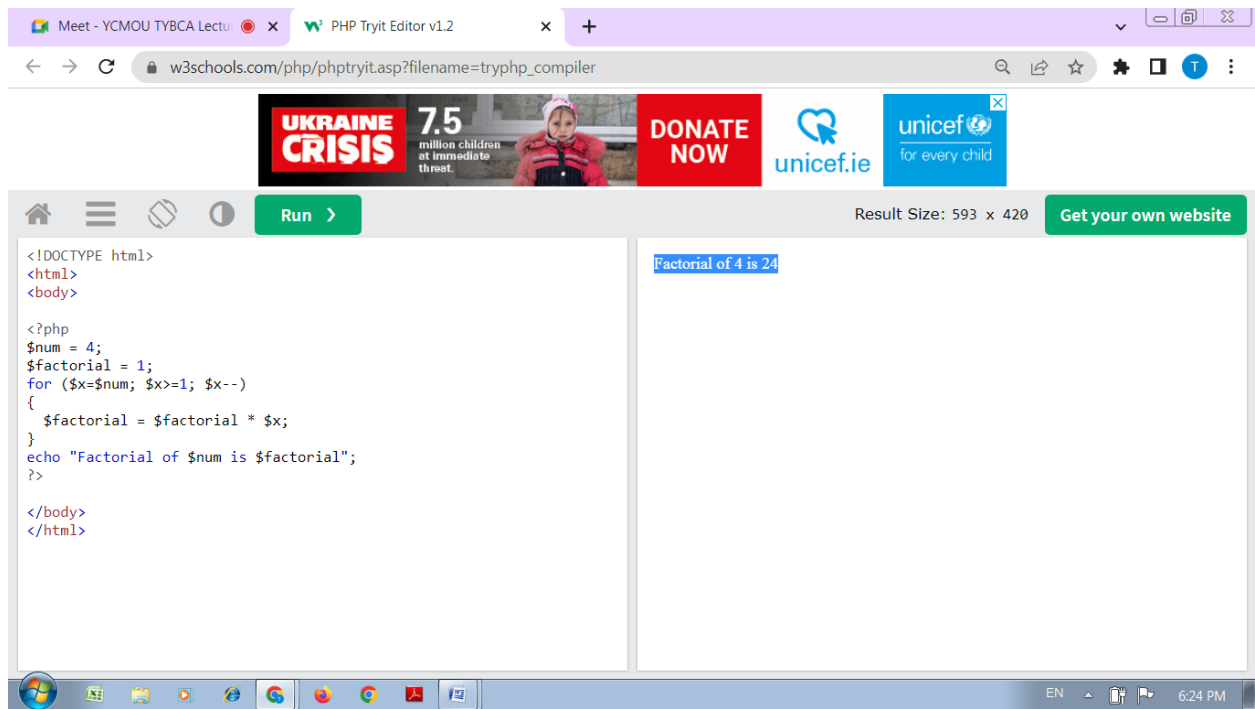 Meet - YCMOU TYBCA Lectu
PHP Tryit Editor v1.2
w3schools.com/php/phptryit.asp?filename=tryphp_compiler
T
UKRAINE
CRISIS
7.5
million children
at immediate
threat.
DONATE
NOW
unicef.ie
unicef
for every child
Run ❯
Result Size: 593 x 420
Get your own website
<!DOCTYPE html>
<html>
<body>
<?php
$num = 4;
$factorial = 1;
for ($x=$num; $x>=1; $x--)
{
  $factorial = $factorial * $x;
}
echo "Factorial of $num is $factorial";
?>
</body>
</html>
Factorial of 4 is 24
EN
6:24 PM